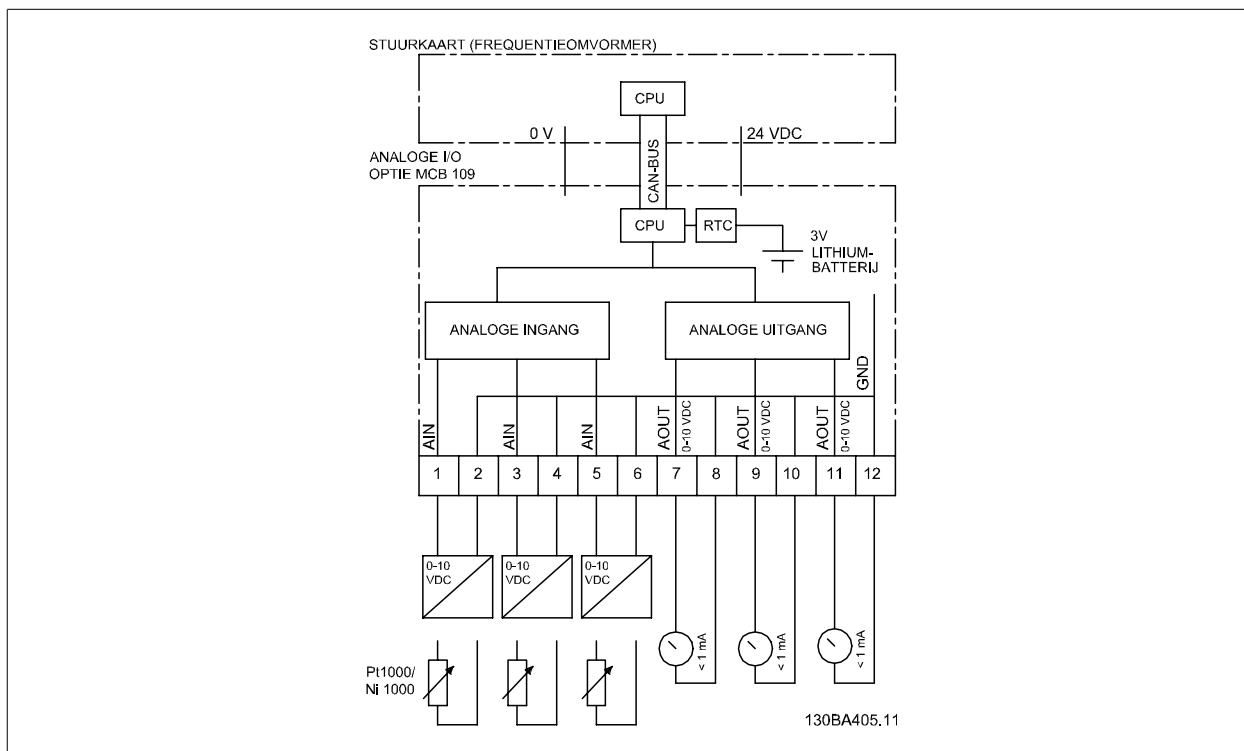 STUURKAART (FREQUENTIEOMVORMER)
CPU
0 V
24 VDC
CAN-BUS
ANALOGE I/O
OPTIE MCB 109
CPU
RTC
3V
LITHIUM-
BATTERIJ
ANALOGE INGANG
ANALOGE UITGANG
GND
AIN
AIN
AIN
AOUT
0-10 VDC
AOUT
0-10 VDC
AOUT
0-10 VDC
1 2 3 4 5 6 7 8 9 10 11 12
0-10
VDC
0-10
VDC
0-10
VDC
< 1 mA
< 1 mA
< 1 mA
Pt1000/
Ni 1000
130BA405.11